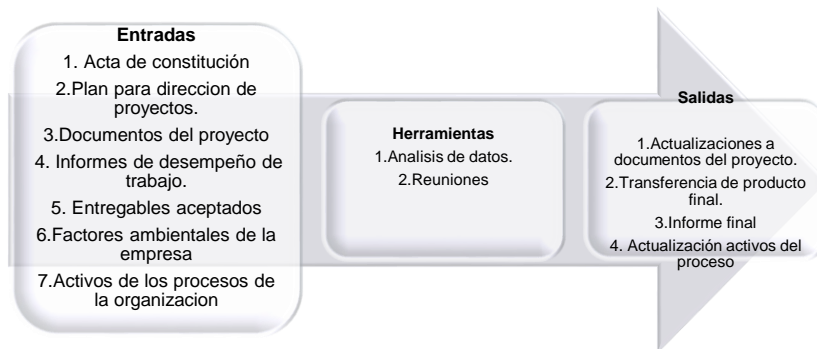 Entradas
1. Acta de constitución
2.Plan para direccion de
proyectos.
3.Documentos del proyecto
4. Informes de desempeño de
trabajo.
5. Entregables aceptados
6.Factores ambientales de la
empresa
7.Activos de los procesos de
la organizacion
Herramientas
1.Analisis de datos.
2.Reuniones
Salidas
1.Actualizaciones a
documentos del proyecto.
2.Transferencia de producto
final.
3.Informe final
4. Actualización activos del
proceso